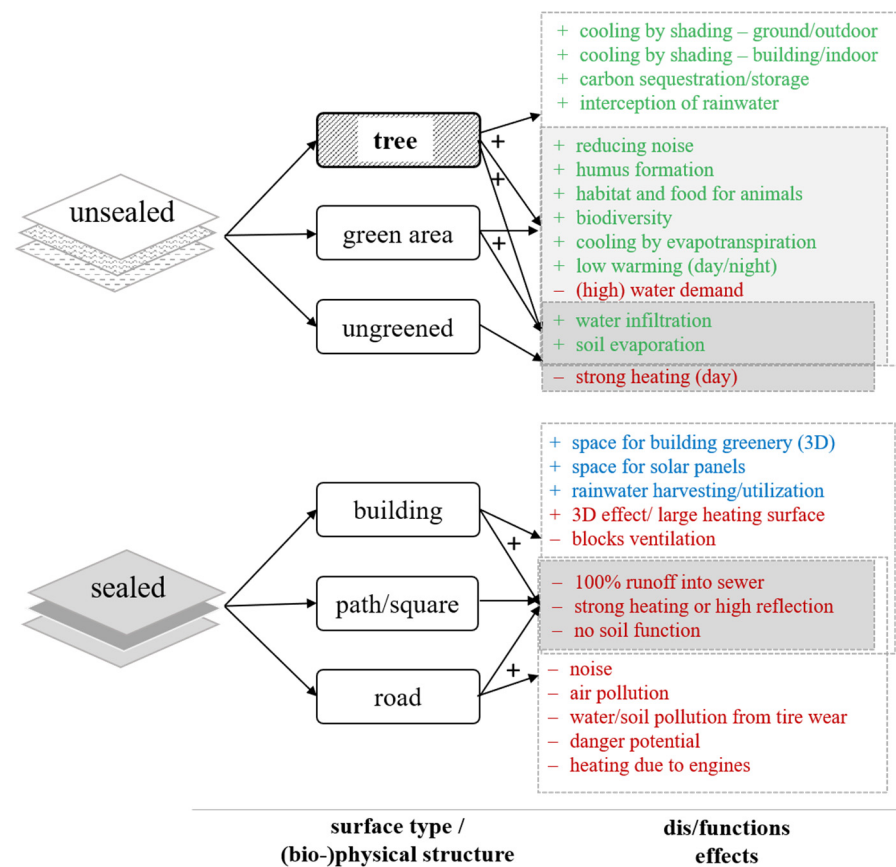 unsealed
tree
green area
ungreened
+
+
+
+ cooling by shading – ground/outdoor
+ cooling by shading – building/indoor
+ carbon sequestration/storage
+ interception of rainwater
+ reducing noise
+ humus formation
+ habitat and food for animals
+ biodiversity
+ cooling by evapotranspiration
+ low warming (day/night)
– (high) water demand
+ water infiltration
+ soil evaporation
– strong heating (day)
sealed
building
path/square
road
+
+
+ space for building greenery (3D)
+ space for solar panels
+ rainwater harvesting/utilization
+ 3D effect/ large heating surface
– blocks ventilation
– 100% runoff into sewer
– strong heating or high reflection
– no soil function
– noise
– air pollution
– water/soil pollution from tire wear
– danger potential
– heating due to engines
surface type /
(bio-)physical structure
dis/functions
effects